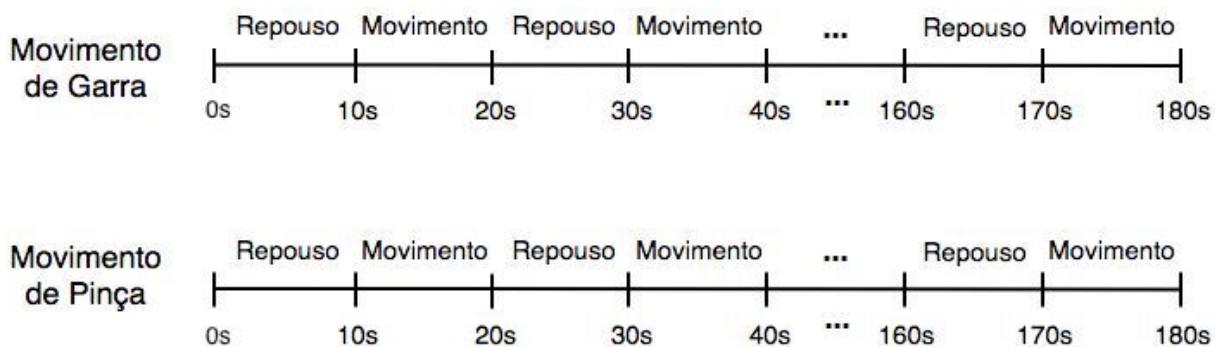 Repouso Movimento Repouso Movimento ... Repouso Movimento
Movimento
de Garra
0s 10s 20s 30s 40s ... 160s 170s 180s
Repouso Movimento Repouso Movimento ... Repouso Movimento
Movimento
de Pinça
0s 10s 20s 30s 40s ... 160s 170s 180s